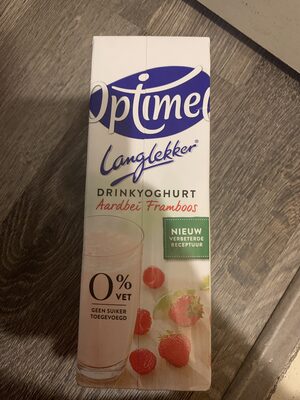 Optimel
Langlekker®
DRINKYOGHURT
Aardbei Framboos
NIEUW
VERBETERDE
RECEPTUUR
0%
VET
GEEN SUIKER
TOEGEVOEGD